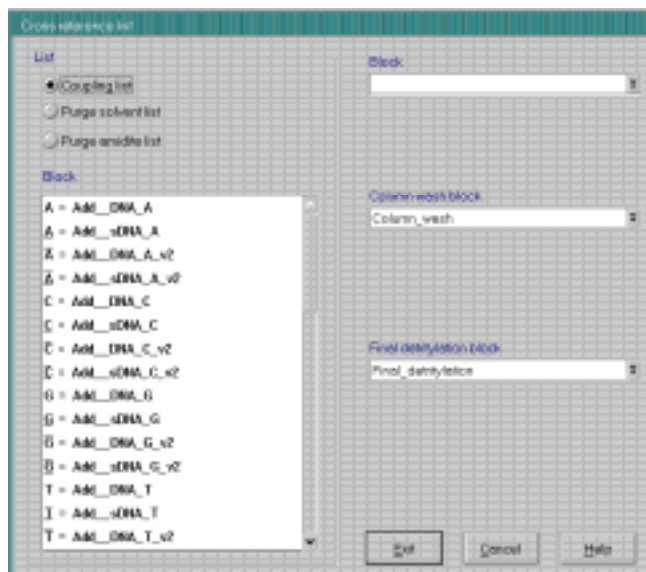 Cross reference list
List
Coupling list
Purge solvent list
Purge amidite list
Block
A = Add__DNA_A
A = Add__sDNA_A
A = Add__DNA_A_v2
A = Add__sDNA_A_v2
C = Add__DNA_C
C = Add__sDNA_C
C = Add__DNA_C_v2
C = Add__sDNA_C_v2
G = Add__DNA_G
G = Add__sDNA_G
G = Add__DNA_G_v2
G = Add__sDNA_G_v2
T = Add__DNA_T
T = Add__sDNA_T
T = Add__DNA_T_v2
Block
Column wash block
Column_wash
Final detritylation block
Final_detritylation
Exit Cancel Help